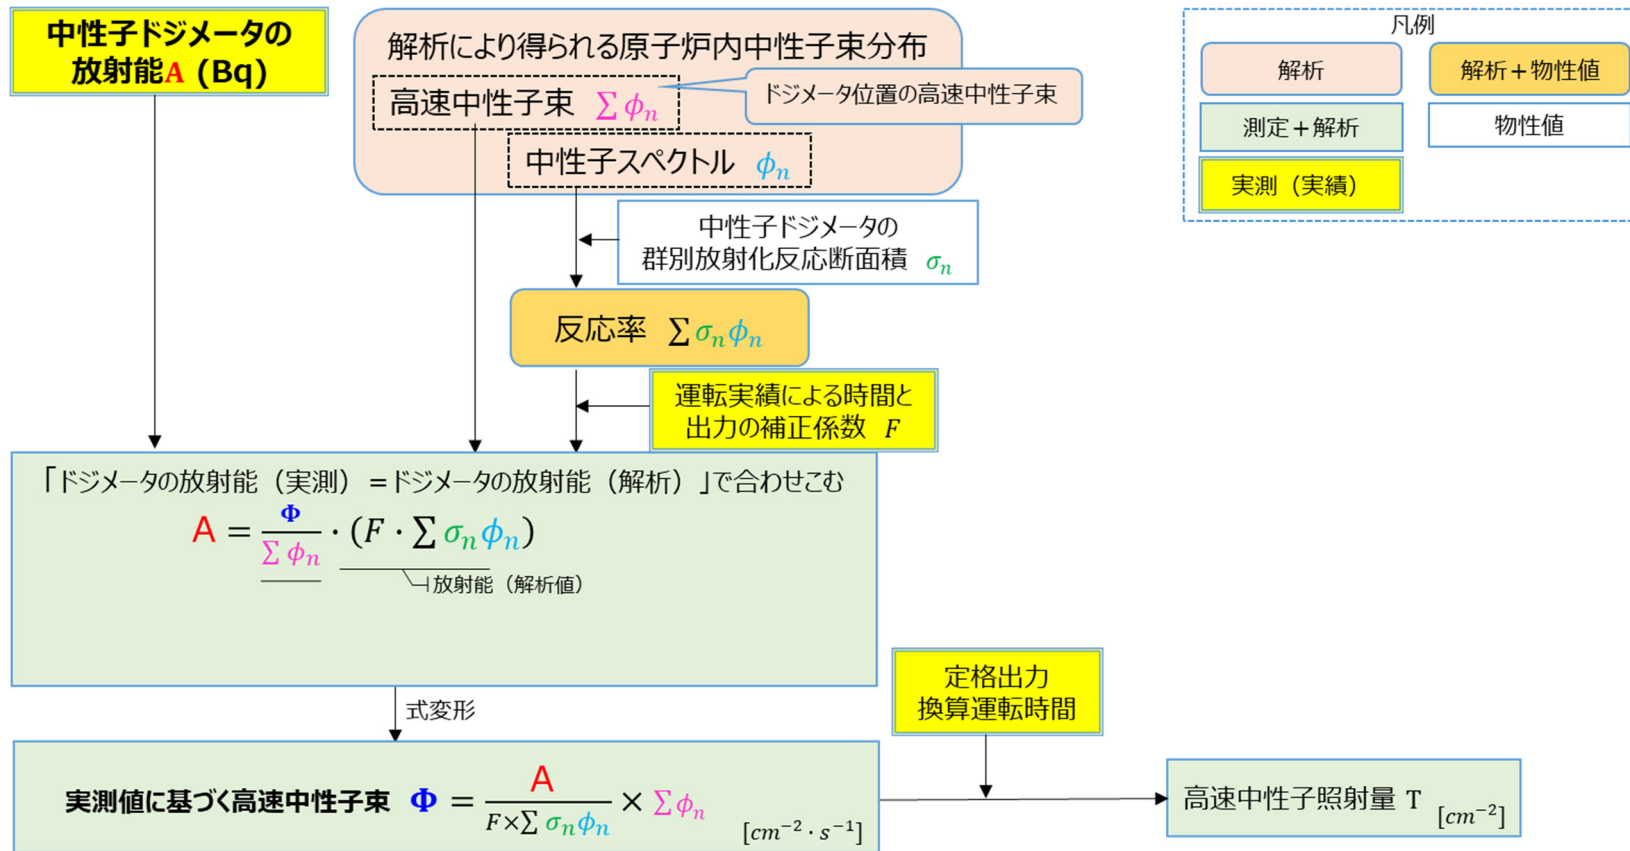 中性子ドジメータの
放射能A (Bq)
解析により得られる原子炉内中性子束分布
高速中性子束 ∑ϕn
ドジメータ位置の高速中性子束
中性子スペクトル ϕn
凡例
解析
解析+物性値
測定+解析
物性値
実測（実績）
中性子ドジメータの
群別放射化反応断面積 σn
反応率 ∑σnϕn
運転実績による時間と
出力の補正係数 F
「ドジメータの放射能（実測）=ドジメータの放射能（解析）」で合わせこむ
A = Φ/∑ϕn ⋅ (F ⋅ ∑σnϕn)
放射能（解析値）
式変形
定格出力
換算運転時間
実測値に基づく高速中性子束 Φ = A/(F×∑σnϕn) × ∑ϕn [cm⁻² ⋅ s⁻¹]
高速中性子照射量 T [cm⁻²]